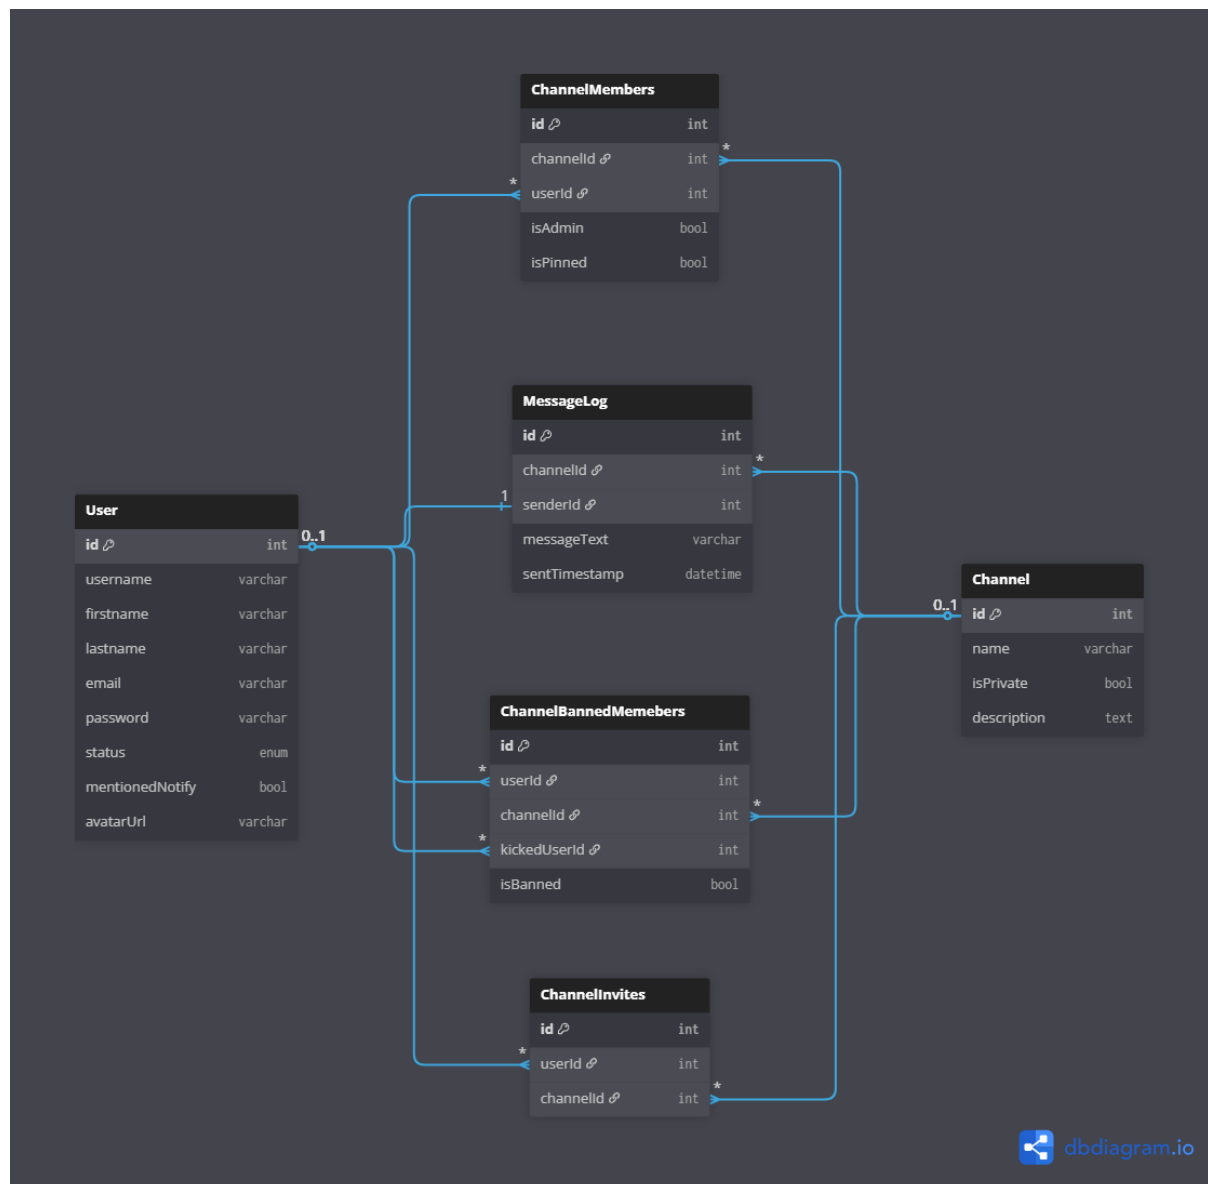 ChannelMembers
id int
channelId int
*
*
userId int
isAdmin bool
isPinned bool
MessageLog
id int
*
channelId int
1
senderId int
messageText varchar
sentTimestamp datetime
User
id int
0..1
username varchar
firstname varchar
lastname varchar
email varchar
password varchar
status enum
mentionedNotify bool
avatarUrl varchar
Channel
0..1
id int
name varchar
isPrivate bool
description text
ChannelBannedMemebers
id int
*
userId int
*
channelId int
*
kickedUserId int
isBanned bool
ChannelInvites
id int
*
userId int
*
channelId int
dbdiagram.io